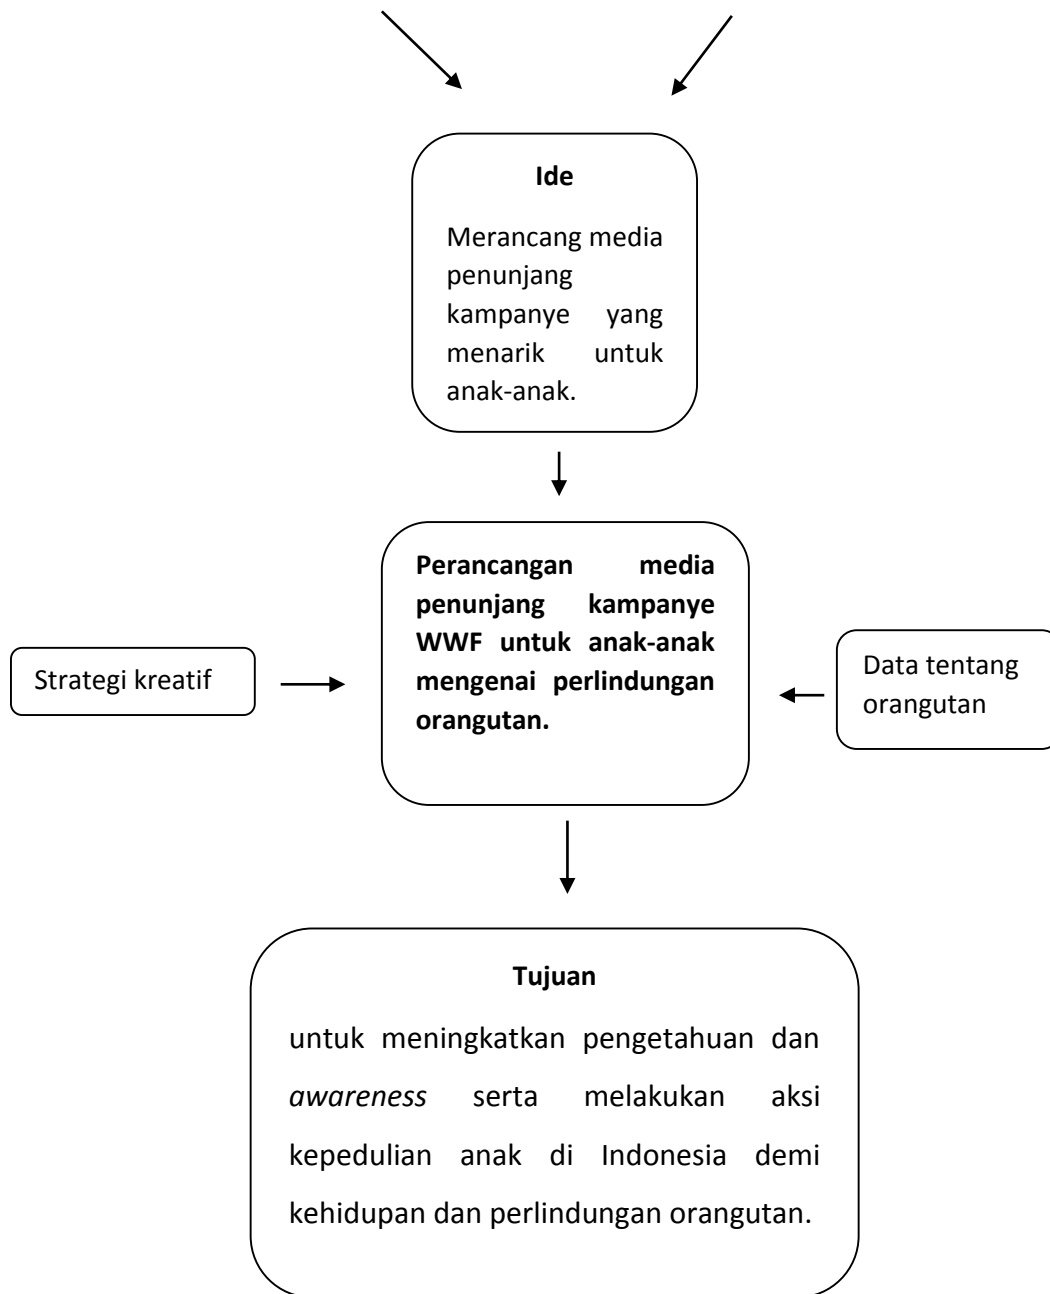 Ide
Merancang media
penunjang
kampanye yang
menarik untuk
anak-anak.
Perancangan media
penunjang kampanye
WWF untuk anak-anak
mengenai perlindungan
orangutan.
Strategi kreatif
Data tentang
orangutan
Tujuan
untuk meningkatkan pengetahuan dan
awareness serta melakukan aksi
kepedulian anak di Indonesia demi
kehidupan dan perlindungan orangutan.